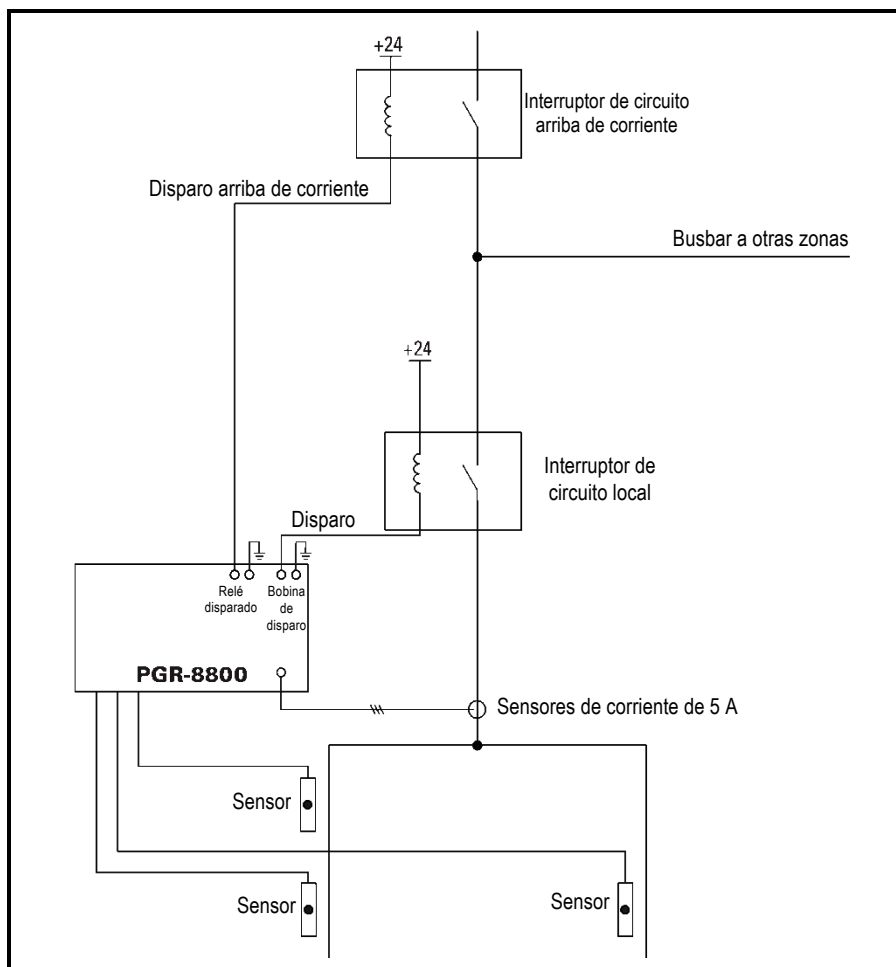 +24
Interruptor de circuito
arriba de corriente
Disparo arriba de corriente
Busbar a otras zonas
+24
Interruptor de
circuito local
Disparo
Relé
disparado
Bobina
de
disparo
PGR-8800
Sensores de corriente de 5 A
Sensor
Sensor
Sensor